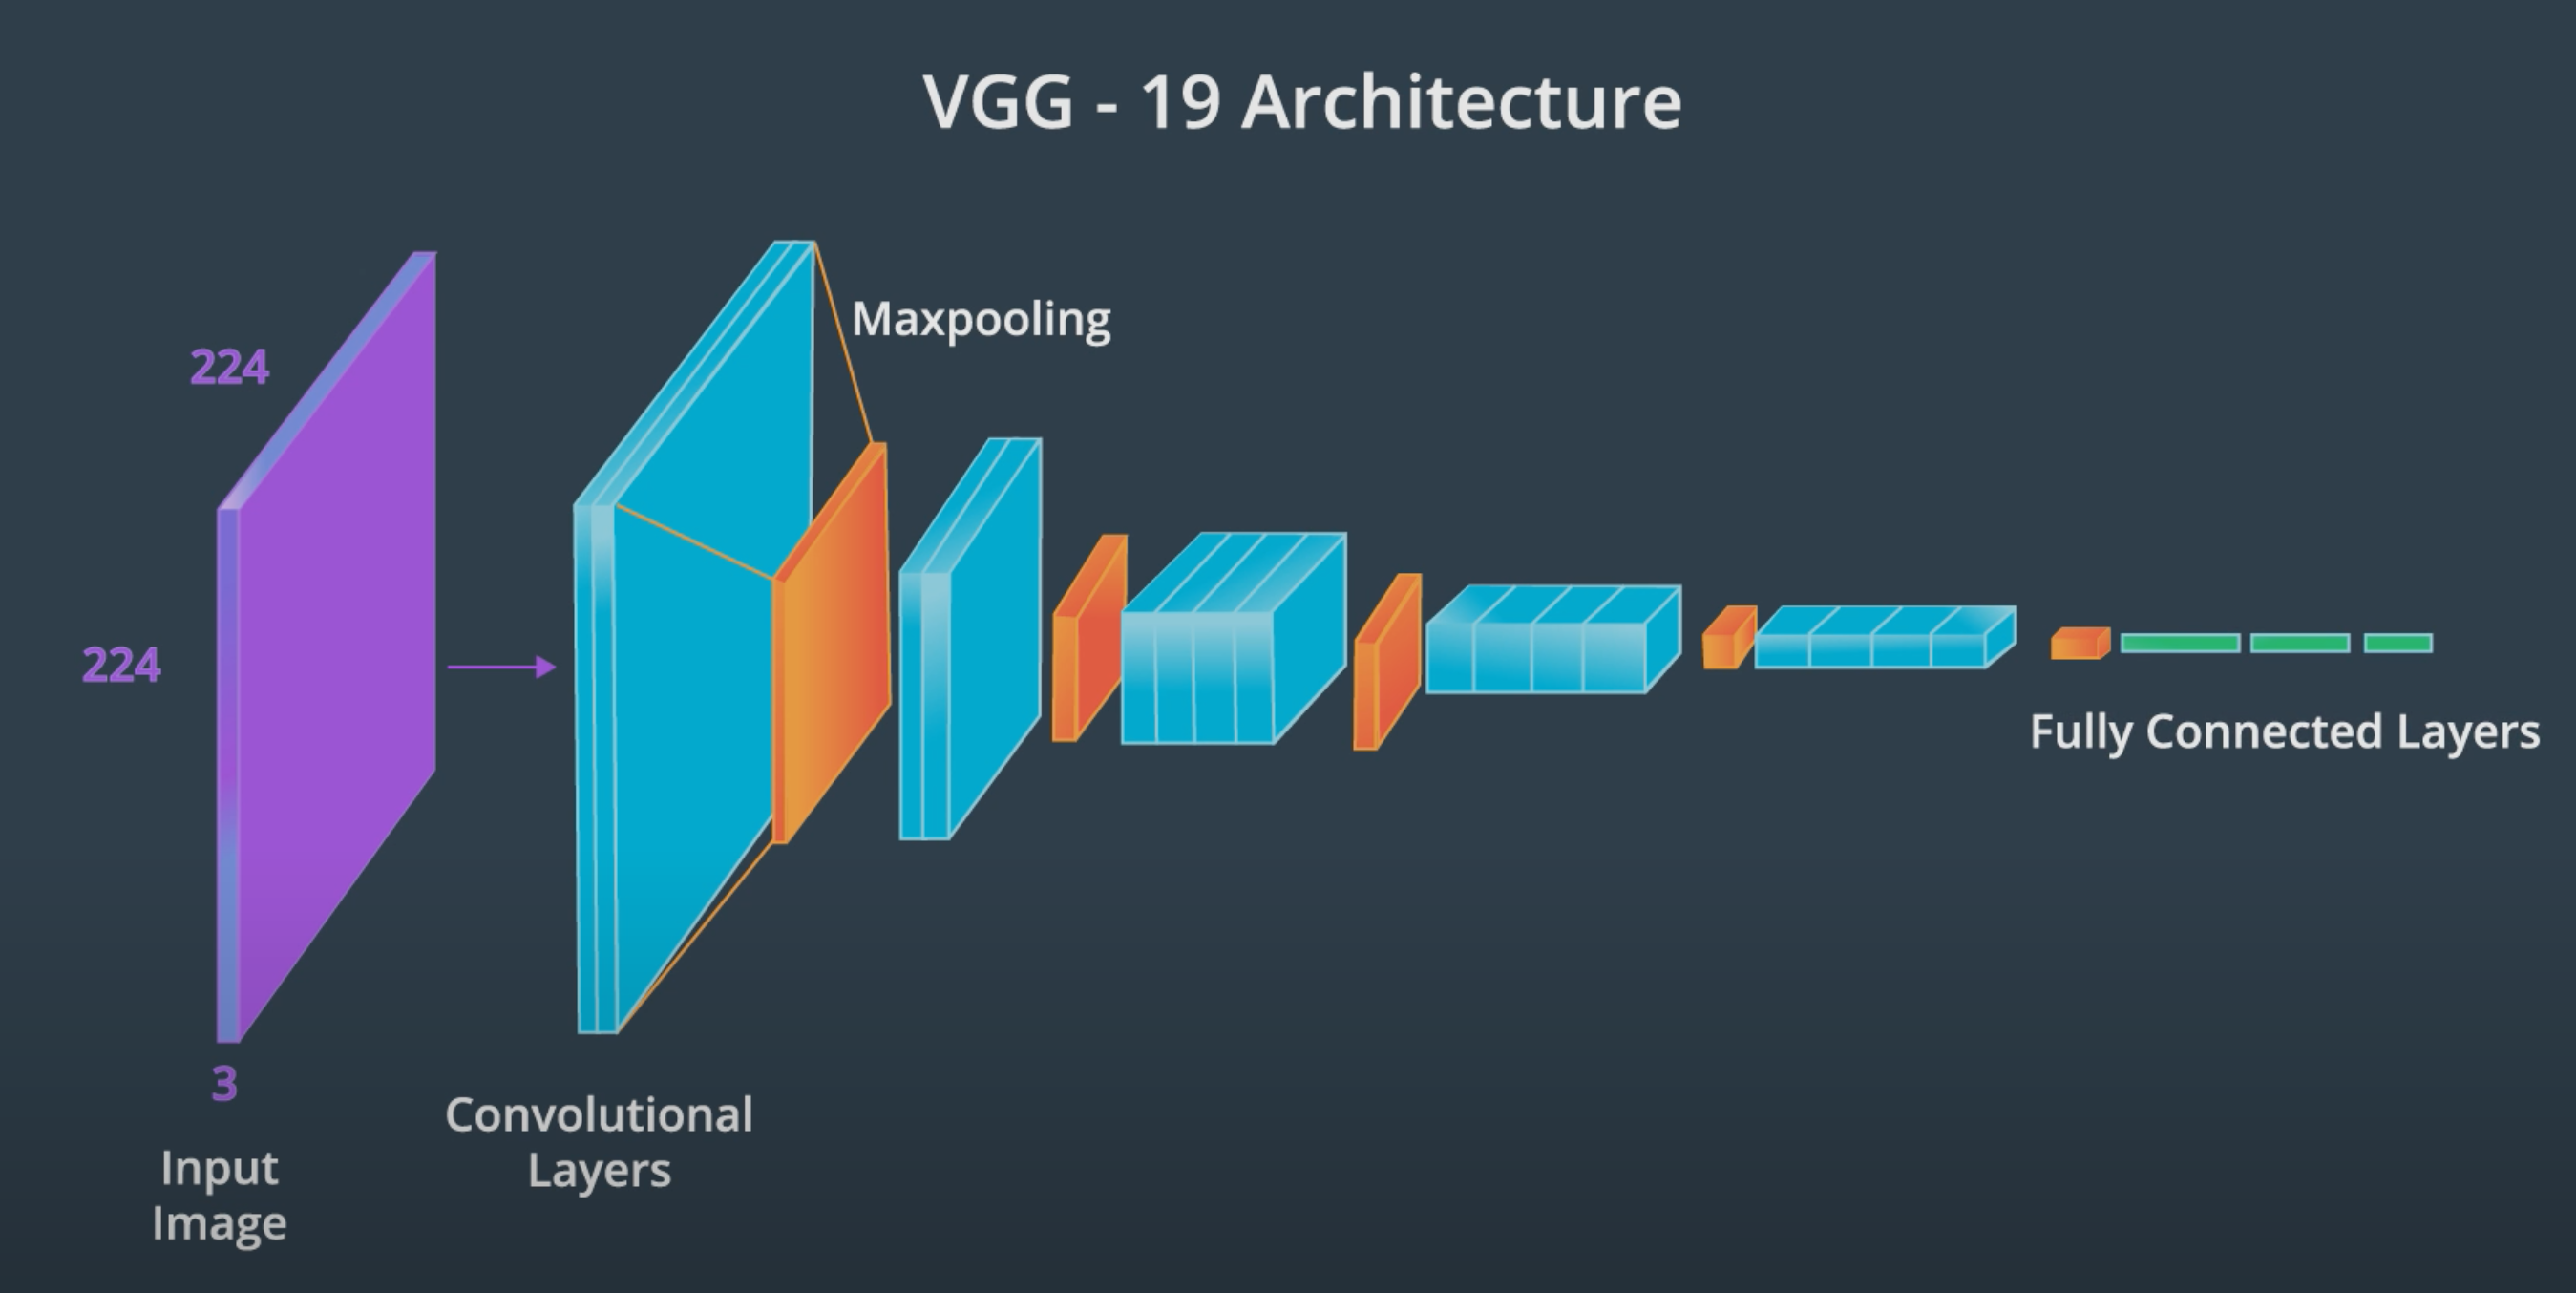 VGG - 19 Architecture
224
Maxpooling
224
Fully Connected Layers
3
Convolutional
Layers
Input
Image